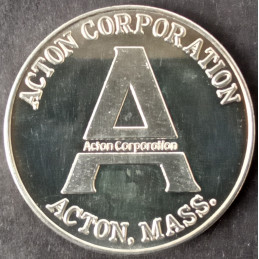 ACTON CORPORATION
A
Acton Corporation
ACTON, MASS.